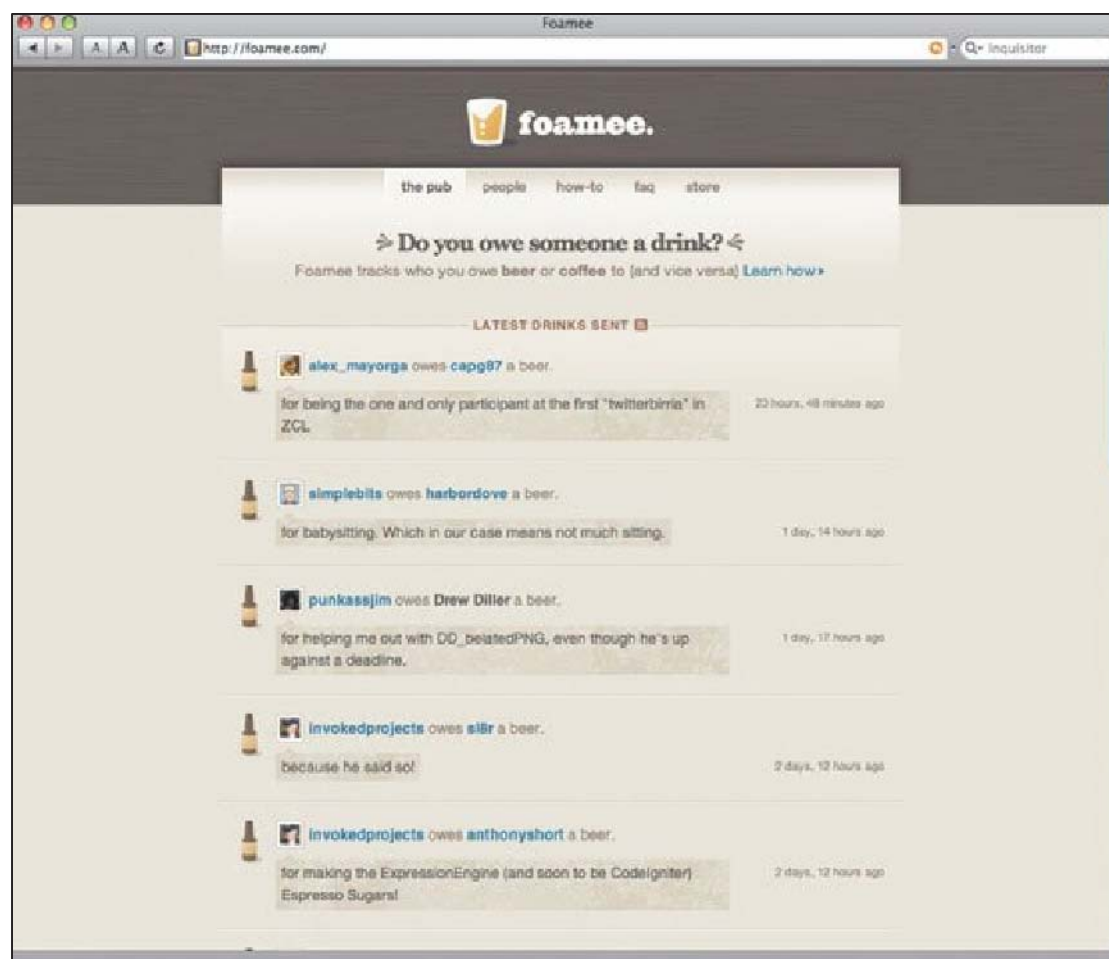 Foamee
A A http://foamee.com/ Q Inquisitor
foamee.
the pub people how-to faq store
Do you owe someone a drink?
Foamee tracks who you owe beer or coffee to (and vice versa) Learn how
LATEST DRINKS SENT
alex_mayorga owes capg87 a beer.
for being the one and only participant at the first "twitterbirria" in
ZCL
hours, 48 minutes ago
simplebits owes harbordove a beer.
for babysitting. Which in our case means not much sitting.
1 day, 14 hours ago
punkassjim owes Drew Diller a beer.
for helping me out with DD_belatedPNG, even though he's up
against a deadline.
1 day, 17 hours ago
invokedprojects owes sl8r a beer.
because he said so!
2 days, 12 hours ago
invokedprojects owes anthonyshort a beer.
for making the ExpressionEngine (and soon to be CodeIgniter)
Espresso Sugars!
2 days, 12 hours ago